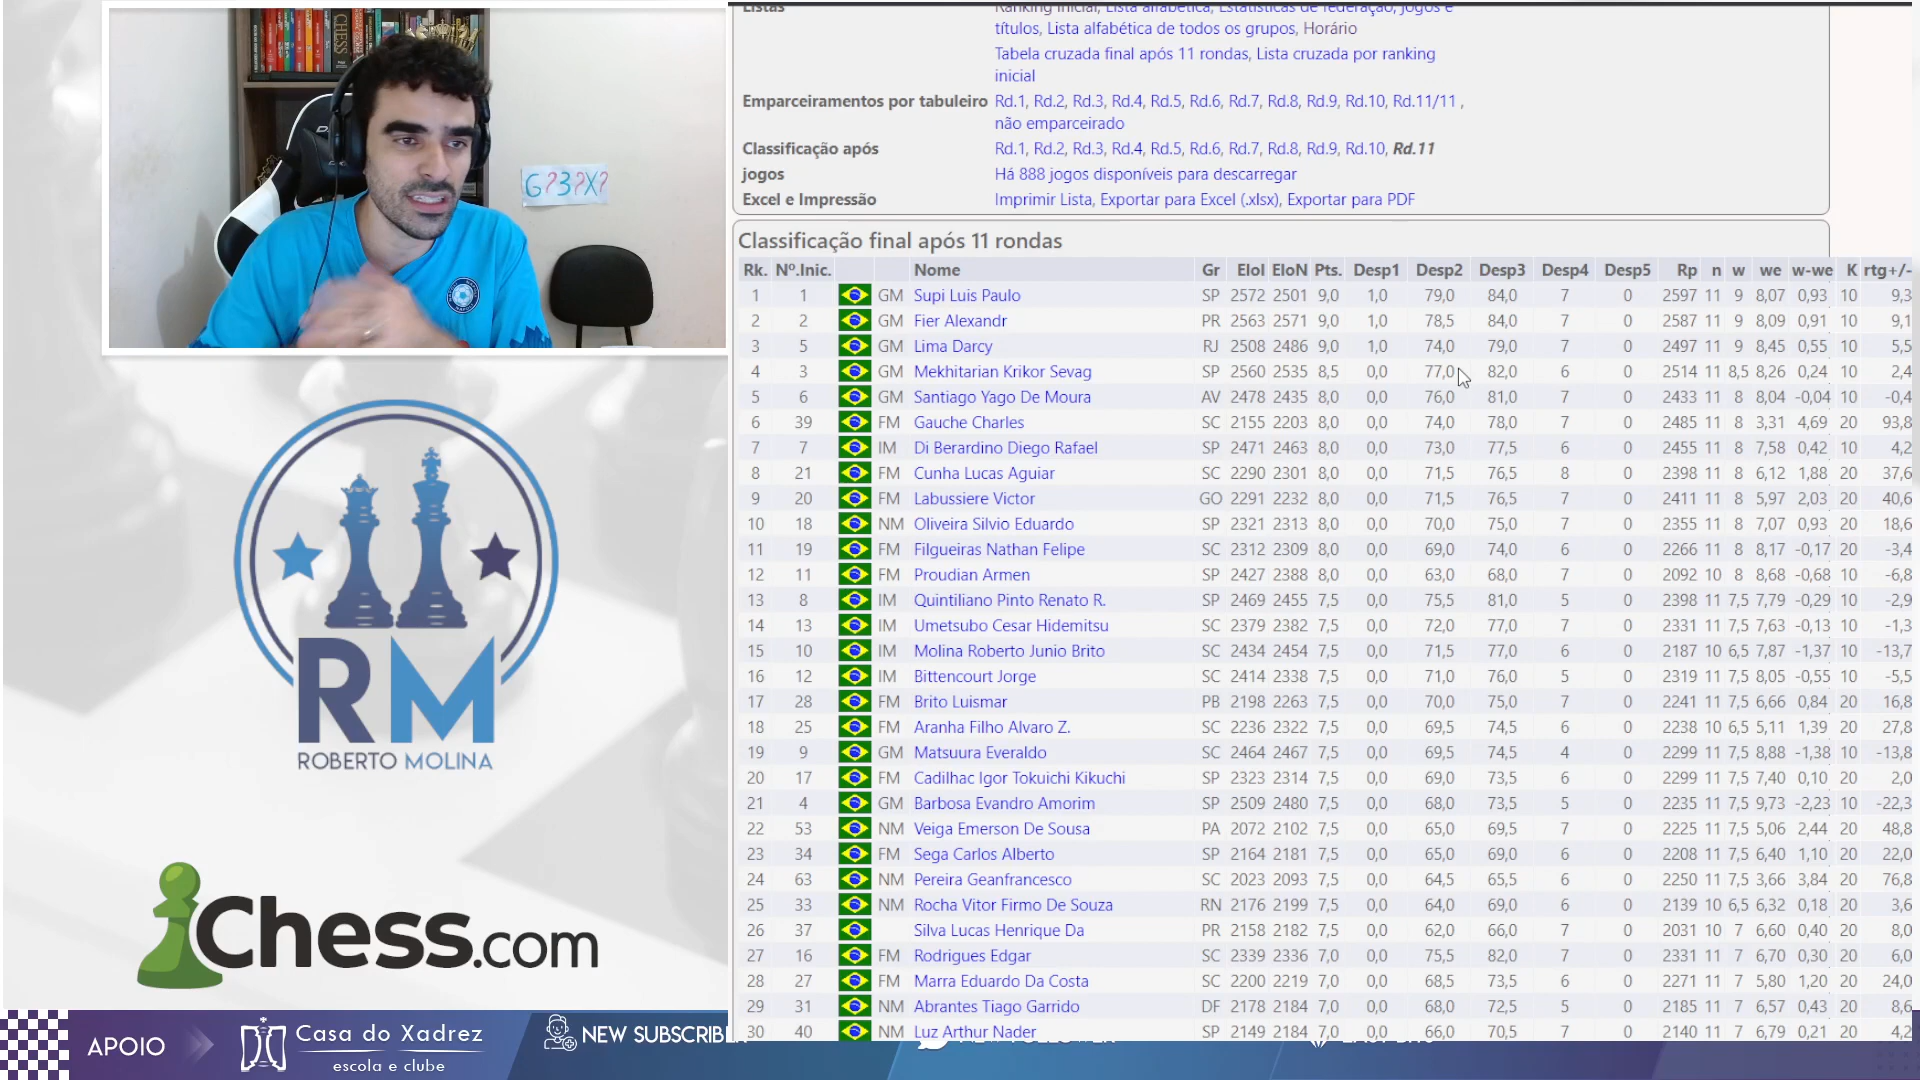 CHESS
G?3?X?
RM
ROBERTO MOLINA
Chess.com
APOIO
Casa do Xadrez
escola e clube
NEW SUBSCRIB
Listas
Ranking inicial, Lista alfabética, Estatísticas de federação, jogos e
títulos, Lista alfabética de todos os grupos, Horário
Tabela cruzada final após 11 rondas, Lista cruzada por ranking
inicial
Emparceiramentos por tabuleiro Rd.1, Rd.2, Rd.3, Rd.4, Rd.5, Rd.6, Rd.7, Rd.8, Rd.9, Rd.10, Rd.11/11 ,
não emparceirado
Classificação após Rd.1, Rd.2, Rd.3, Rd.4, Rd.5, Rd.6, Rd.7, Rd.8, Rd.9, Rd.10, Rd.11
jogos Há 888 jogos disponíveis para descarregar
Excel e Impressão Imprimir Lista, Exportar para Excel (.xlsx), Exportar para PDF
Classificação final após 11 rondas
Rk. Nº.Inic. Nome Gr EloI EloN Pts. Desp1 Desp2 Desp3 Desp4 Desp5 Rp n w we w-we K rtg+/-
1 1 GM Supi Luis Paulo SP 2572 2501 9,0 1,0 79,0 84,0 7 0 2597 11 9 8,07 0,93 10 9,3
2 2 GM Fier Alexandr PR 2563 2571 9,0 1,0 78,5 84,0 7 0 2587 11 9 8,09 0,91 10 9,1
3 5 GM Lima Darcy RJ 2508 2486 9,0 1,0 74,0 79,0 7 0 2497 11 9 8,45 0,55 10 5,5
4 3 GM Mekhitarian Krikor Sevag SP 2560 2535 8,5 0,0 77,0 82,0 6 0 2514 11 8,5 8,26 0,24 10 2,4
5 6 GM Santiago Yago De Moura AV 2478 2435 8,0 0,0 76,0 81,0 7 0 2433 11 8 8,04 -0,04 10 -0,4
6 39 FM Gauche Charles SC 2155 2203 8,0 0,0 74,0 78,0 7 0 2485 11 8 3,31 4,69 20 93,8
7 7 IM Di Berardino Diego Rafael SP 2471 2463 8,0 0,0 73,0 77,5 6 0 2455 11 8 7,58 0,42 10 4,2
8 21 FM Cunha Lucas Aguiar SC 2290 2301 8,0 0,0 71,5 76,5 8 0 2398 11 8 6,12 1,88 20 37,6
9 20 FM Labussiere Victor GO 2291 2232 8,0 0,0 71,5 76,5 7 0 2411 11 8 5,97 2,03 20 40,6
10 18 NM Oliveira Silvio Eduardo SP 2321 2313 8,0 0,0 70,0 75,0 7 0 2355 11 8 7,07 0,93 20 18,6
11 19 FM Filgueiras Nathan Felipe SC 2312 2309 8,0 0,0 69,0 74,0 6 0 2266 11 8 8,17 -0,17 20 -3,4
12 11 FM Proudian Armen SP 2427 2388 8,0 0,0 63,0 68,0 7 0 2092 10 8 8,68 -0,68 10 -6,8
13 8 IM Quintiliano Pinto Renato R. SP 2469 2455 7,5 0,0 75,5 81,0 5 0 2398 11 7,5 7,79 -0,29 10 -2,9
14 13 IM Umetsubo Cesar Hidemitsu SC 2379 2382 7,5 0,0 72,0 77,0 7 0 2331 11 7,5 7,63 -0,13 10 -1,3
15 10 IM Molina Roberto Junio Brito SC 2434 2454 7,5 0,0 71,5 77,0 6 0 2187 10 6,5 7,87 -1,37 10 -13,7
16 12 IM Bittencourt Jorge SC 2414 2338 7,5 0,0 71,0 76,0 5 0 2319 11 7,5 8,05 -0,55 10 -5,5
17 28 FM Brito Luismar PB 2198 2263 7,5 0,0 70,0 75,0 7 0 2241 11 7,5 6,66 0,84 20 16,8
18 25 FM Aranha Filho Alvaro Z. SC 2236 2322 7,5 0,0 69,5 74,5 6 0 2238 10 6,5 5,11 1,39 20 27,8
19 9 GM Matsuura Everaldo SC 2464 2467 7,5 0,0 69,5 74,5 4 0 2299 11 7,5 8,88 -1,38 10 -13,8
20 17 FM Cadilhac Igor Tokuichi Kikuchi SP 2323 2314 7,5 0,0 69,0 73,5 6 0 2299 11 7,5 7,40 0,10 20 2,0
21 4 GM Barbosa Evandro Amorim SP 2509 2480 7,5 0,0 68,0 73,5 5 0 2235 11 7,5 9,73 -2,23 10 -22,3
22 53 NM Veiga Emerson De Sousa PA 2072 2102 7,5 0,0 65,0 69,5 7 0 2225 11 7,5 5,06 2,44 20 48,8
23 34 FM Sega Carlos Alberto SP 2164 2181 7,5 0,0 65,0 69,0 6 0 2208 11 7,5 6,40 1,10 20 22,0
24 63 NM Pereira Geanfrancesco SC 2023 2093 7,5 0,0 64,5 65,5 6 0 2250 11 7,5 3,66 3,84 20 76,8
25 33 NM Rocha Vitor Firmo De Souza RN 2176 2199 7,5 0,0 64,0 69,0 6 0 2139 10 6,5 6,32 0,18 20 3,6
26 37 Silva Lucas Henrique Da PR 2158 2182 7,5 0,0 62,0 66,0 7 0 2031 10 7 6,60 0,40 20 8,0
27 16 FM Rodrigues Edgar SC 2339 2336 7,0 0,0 75,5 82,0 7 0 2331 11 7 6,70 0,30 20 6,0
28 27 FM Marra Eduardo Da Costa SC 2200 2219 7,0 0,0 68,5 73,5 6 0 2271 11 7 5,80 1,20 20 24,0
29 31 NM Abrantes Tiago Garrido DF 2178 2184 7,0 0,0 68,0 72,5 5 0 2185 11 7 6,57 0,43 20 8,6
30 40 NM Luz Arthur Nader SP 2149 2184 7,0 0,0 66,0 70,5 7 0 2140 11 7 6,79 0,21 20 4,2